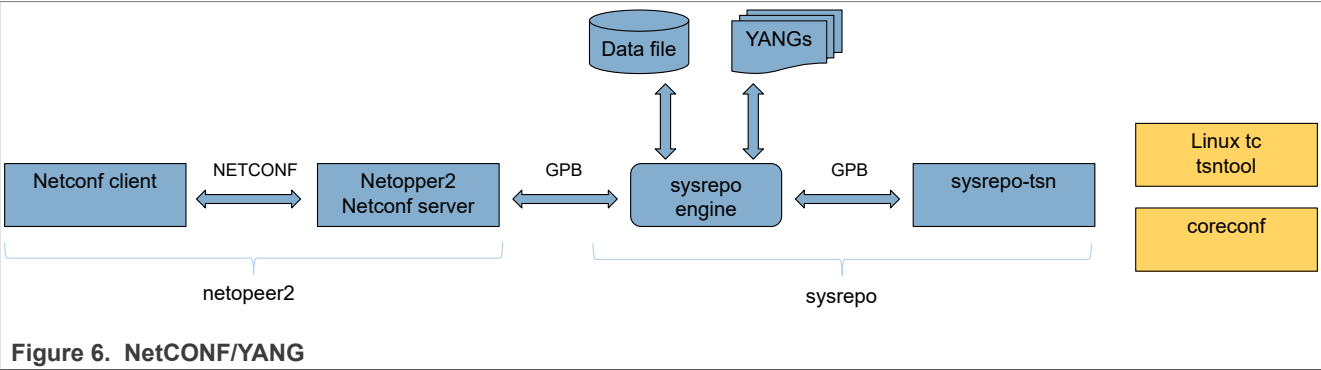 Data file
YANGs
Netconf client
NETCONF
Netopper2
Netconf server
GPB
sysrepo
engine
GPB
sysrepo-tsn
Linux tc
tsntool
coreconf
netopeer2
sysrepo
Figure 6. NetCONF/YANG